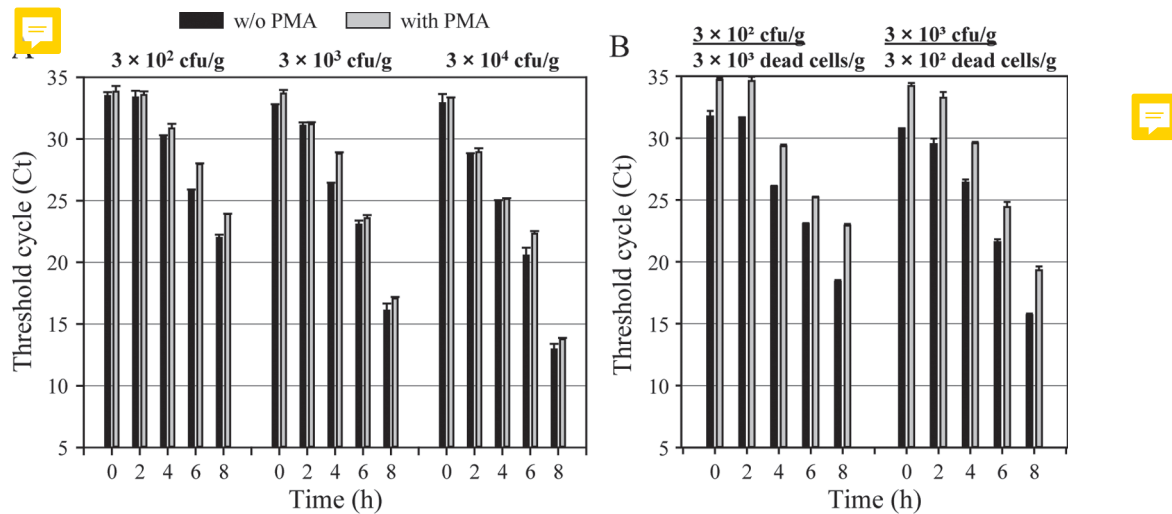 w/o PMA with PMA
3 × 10² cfu/g 3 × 10³ cfu/g 3 × 10⁴ cfu/g
Threshold cycle (Ct)
35
30
25
20
15
10
5
0 2 4 6 8 0 2 4 6 8 0 2 4 6 8
Time (h)
B
3 × 10² cfu/g
3 × 10³ dead cells/g
3 × 10³ cfu/g
3 × 10² dead cells/g
Threshold cycle (Ct)
35
30
25
20
15
10
5
0 2 4 6 8 0 2 4 6 8
Time (h)